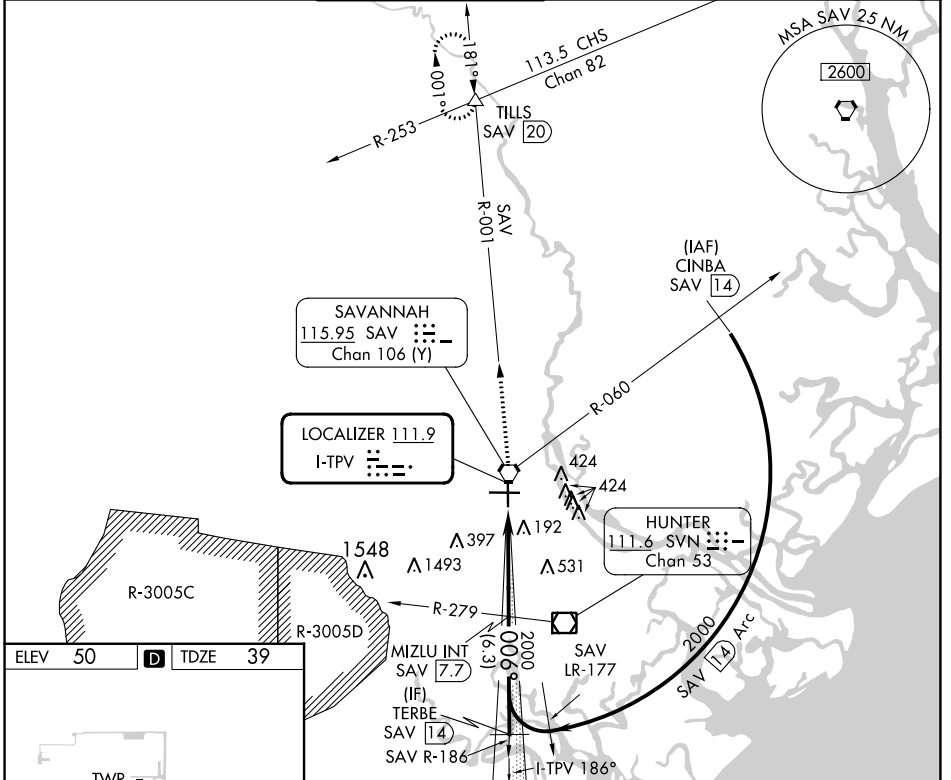 MSA SAV 25 NM
2600
181°
001°
113.5 CHS
Chan 82
TILLS
SAV 20
R-253
SAV
R-001
(IAF)
CINBA
SAV 14
SAVANNAH
115.95 SAV
Chan 106 (Y)
R-060
LOCALIZER 111.9
I-TPV
424
424
192
397
1548
1493
531
HUNTER
111.6 SVN
Chan 53
R-3005C
R-3005D
R-279
2000
006°
(6.3)
MIZLU INT
SAV 7.7
SAV
LR-177
2000
SAV 14 Arc
(IF)
TERBE
SAV 14
SAV R-186
I-TPV 186°
ELEV 50
D
TDZE 39
TWR